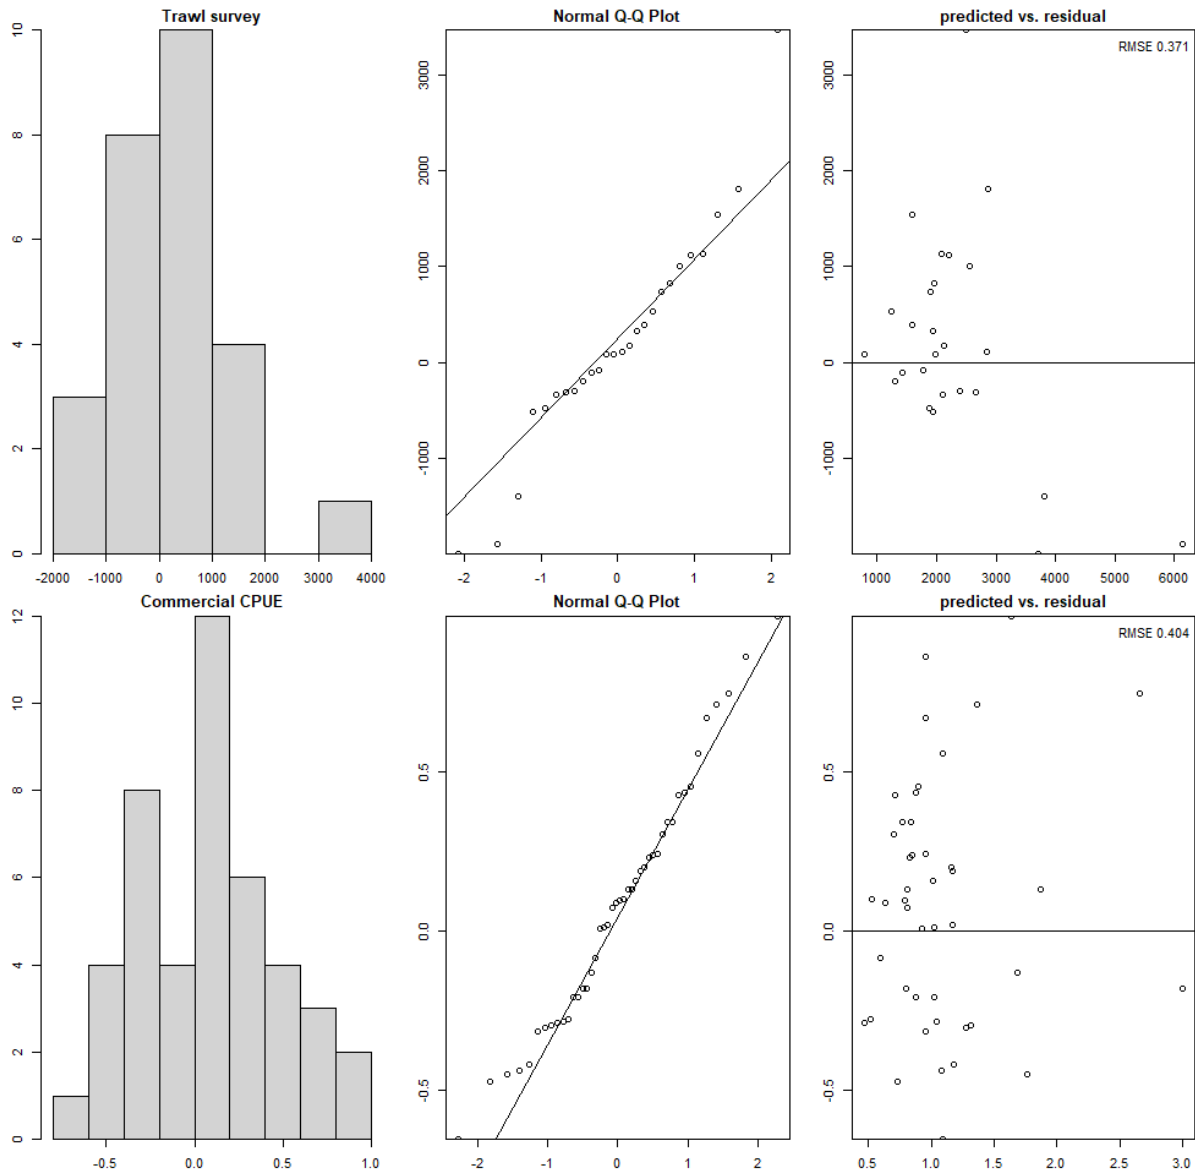 Trawl survey
Normal Q-Q Plot
predicted vs. residual
RMSE 0.371
0
2
4
6
8
10
-2000 -1000 0 1000 2000 3000 4000
-1000
0
1000
2000
3000
-2 -1 0 1 2
-1000
0
1000
2000
3000
1000 2000 3000 4000 5000 6000
Commercial CPUE
Normal Q-Q Plot
predicted vs. residual
RMSE 0.404
0
2
4
6
8
10
12
-0.5 0.0 0.5 1.0
-0.5
0.0
0.5
-2 -1 0 1 2
-0.5
0.0
0.5
0.5 1.0 1.5 2.0 2.5 3.0